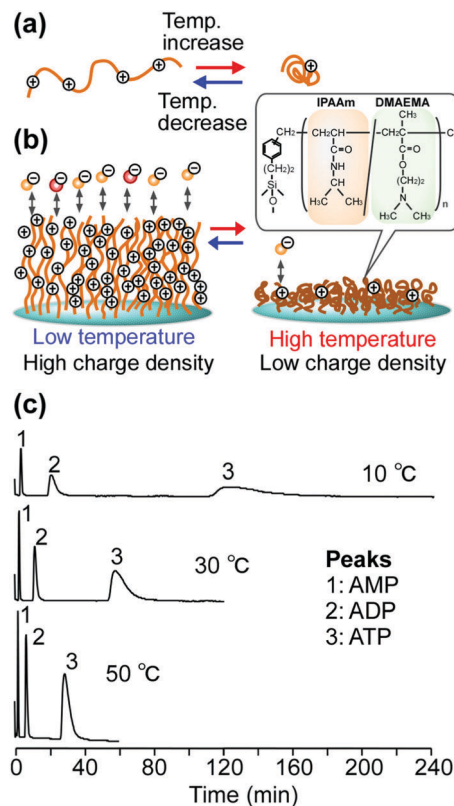 (a)
Temp.
increase
Temp.
decrease
(b)
IPAAm DMAEMA
CH₃
CH₂ CH CH₂ CH₂ C C
C=O C=O
NH O
CH (CH₂)₂
H₃C CH₃ N
H₃C CH₃
n
(CH₂)₂
Si
O O
Low temperature
High charge density
High temperature
Low charge density
(c)
1
2
3
10 ℃
1
2
3
30 ℃
1
2
3
50 ℃
Peaks
1: AMP
2: ADP
3: ATP
0 40 80 120 160 200 240
Time (min)